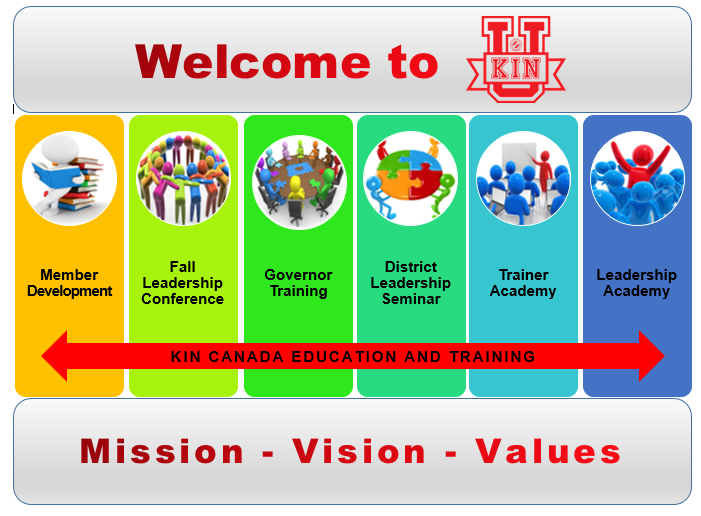 Welcome to
U
KIN
Member
Development
Fall
Leadership
Conference
Governor
Training
District
Leadership
Seminar
Trainer
Academy
Leadership
Academy
KIN CANADA EDUCATION AND TRAINING
Mission - Vision - Values